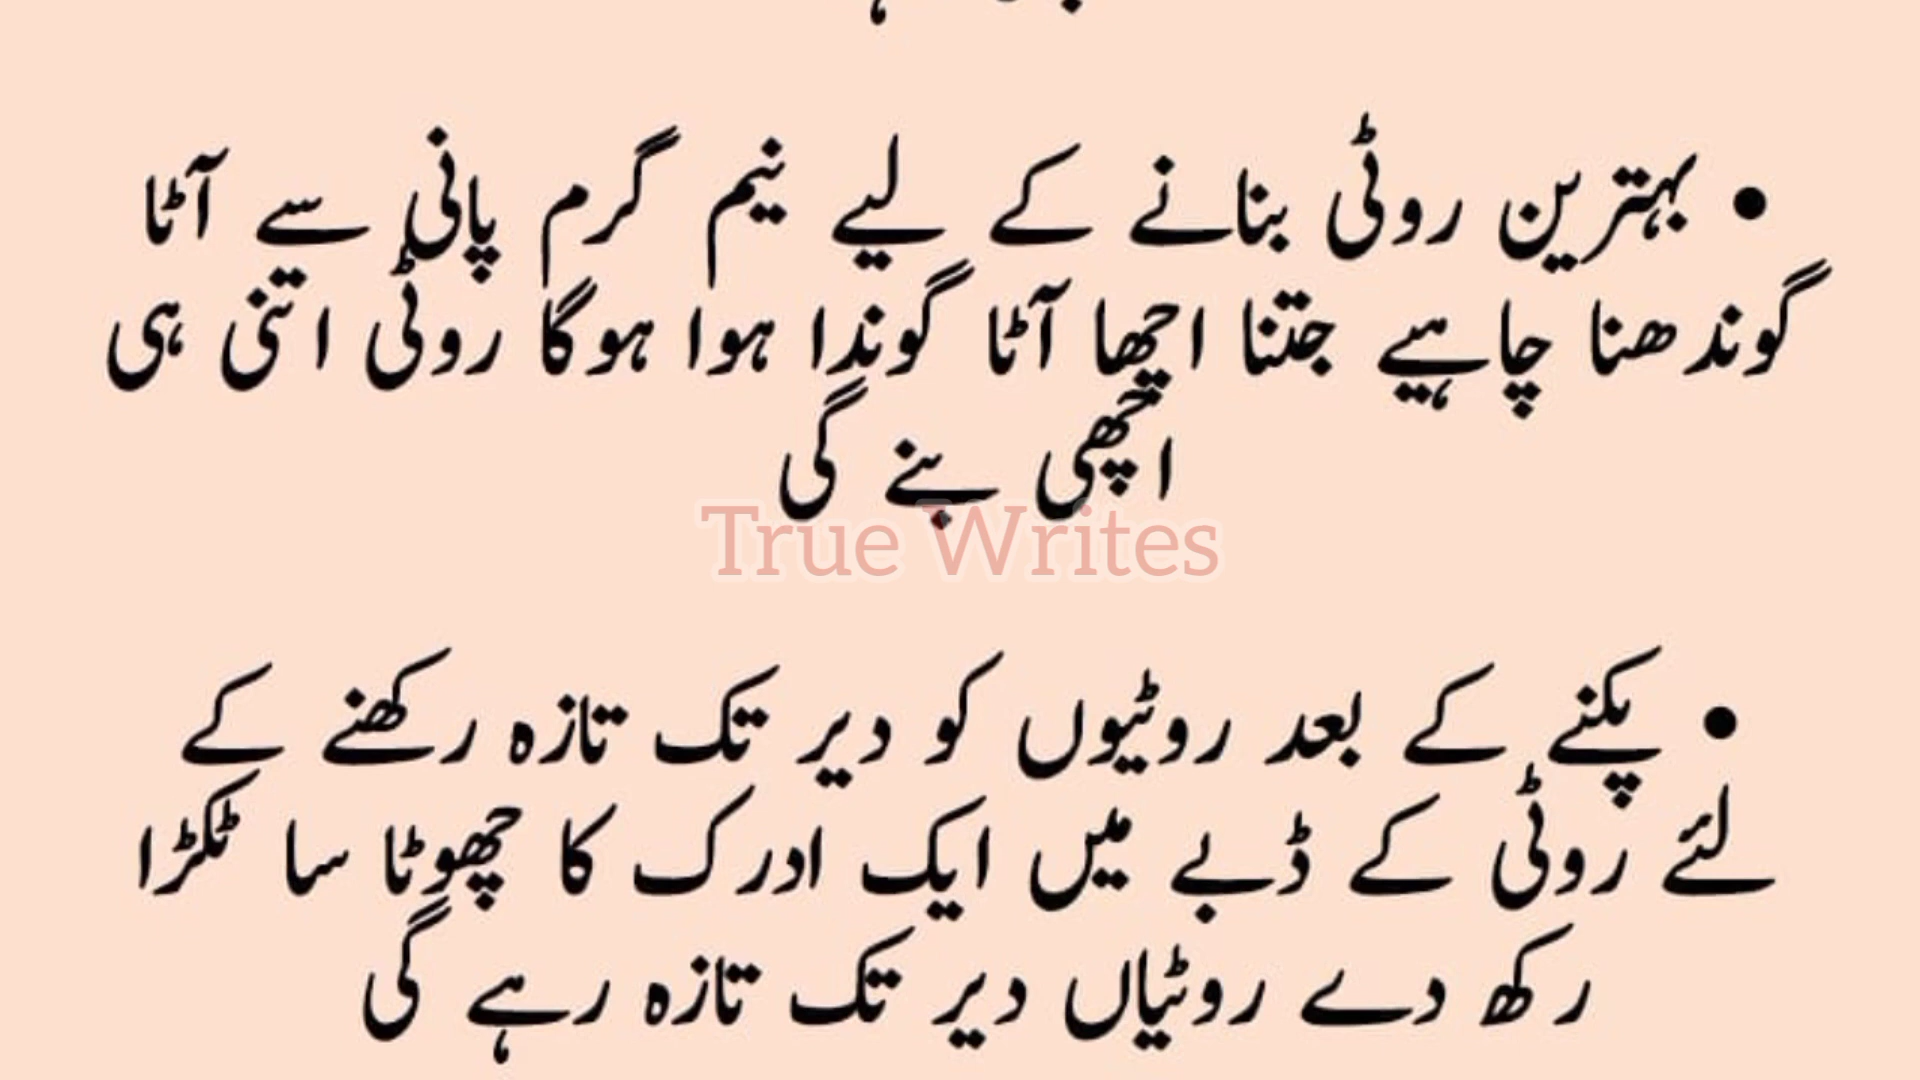 • بہترین روٹی بنانے کے لیے نیم گرم پانی سے آٹا
گوندھنا چاہیے جتنا اچھا آٹا گوندا ہوا ہوگا روٹی اتنی ہی
اچھی بنے گی
True Writes
• پکنے کے بعد روٹیوں کو دیر تک تازہ رکھنے کے
لئے روٹی کے ڈبے میں ایک ادرک کا چھوٹا سا ٹکڑا
رکھ دے روٹیاں دیر تک تازہ رہے گی